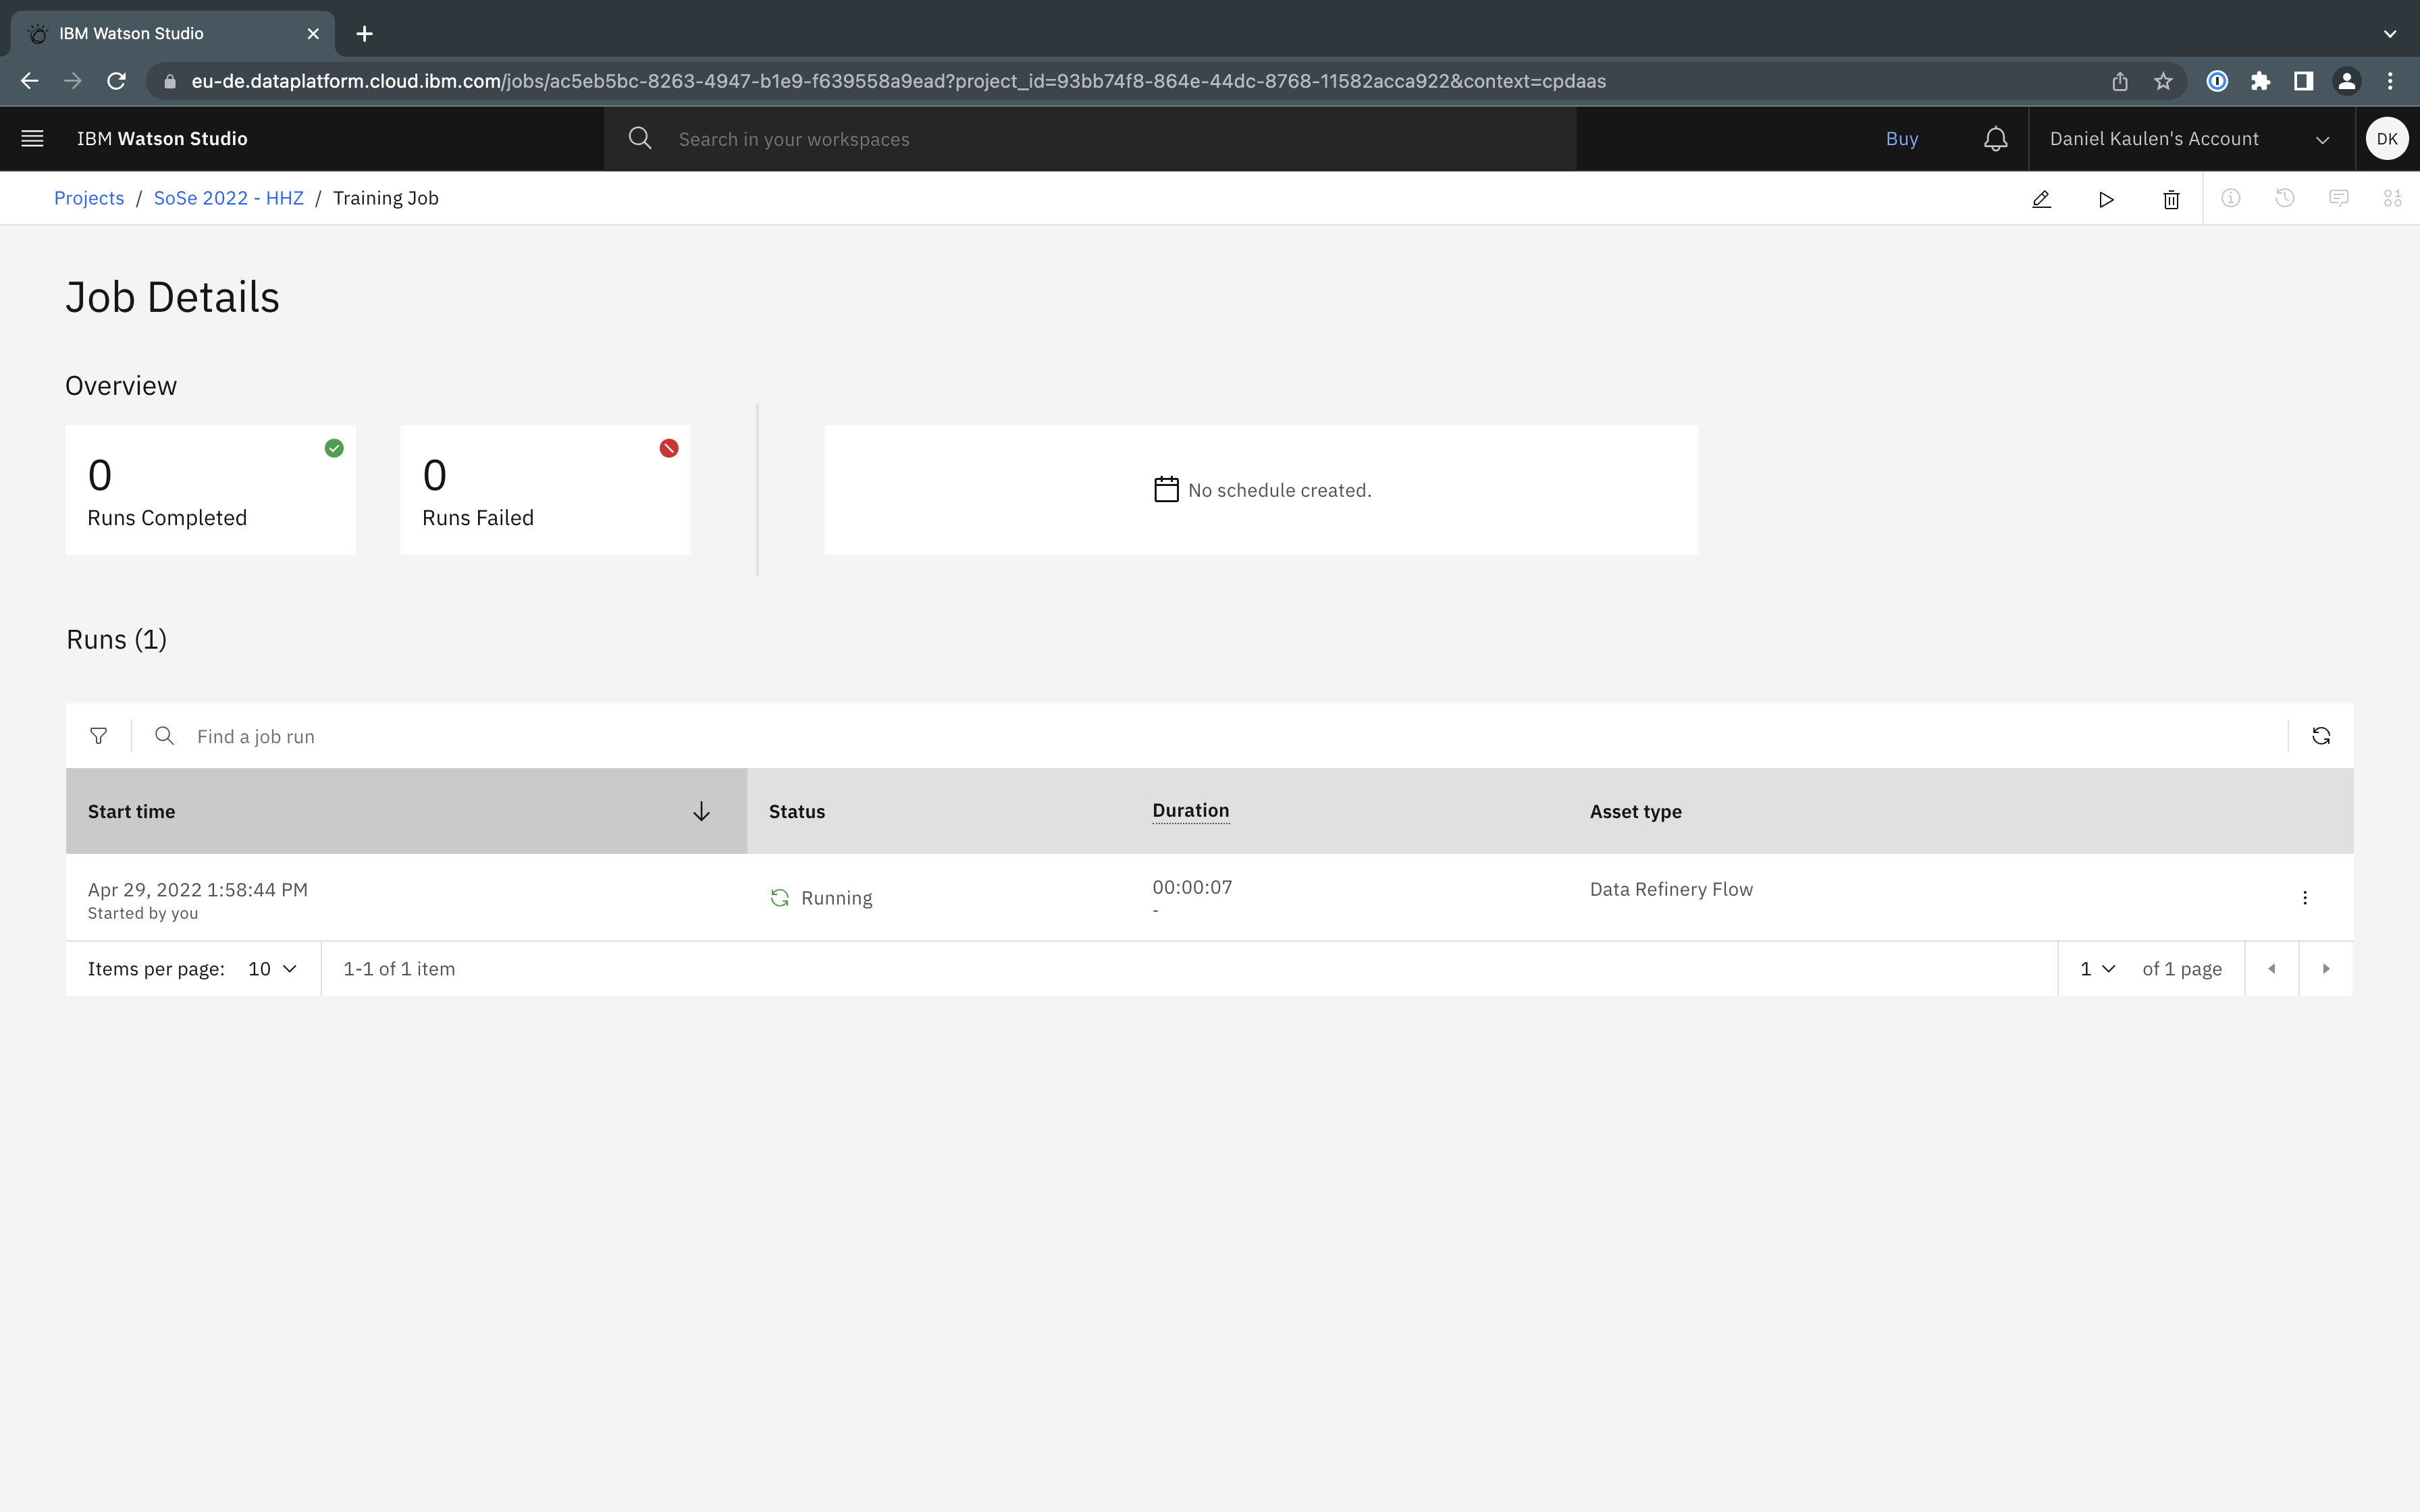 IBM Watson Studio
eu-de.dataplatform.cloud.ibm.com/jobs/ac5eb5bc-8263-4947-b1e9-f639558a9ead?project_id=93bb74f8-864e-44dc-8768-11582acca922&context=cpdaas
IBM Watson Studio
Search in your workspaces
Buy
Daniel Kaulen's Account
DK
Projects / SoSe 2022 - HHZ / Training Job
Job Details
Overview
0
Runs Completed
0
Runs Failed
No schedule created.
Runs (1)
Find a job run
Start time Status Duration Asset type
Apr 29, 2022 1:58:44 PM
Started by you
Running
00:00:07
-
Data Refinery Flow
Items per page: 10 1-1 of 1 item 1 of 1 page